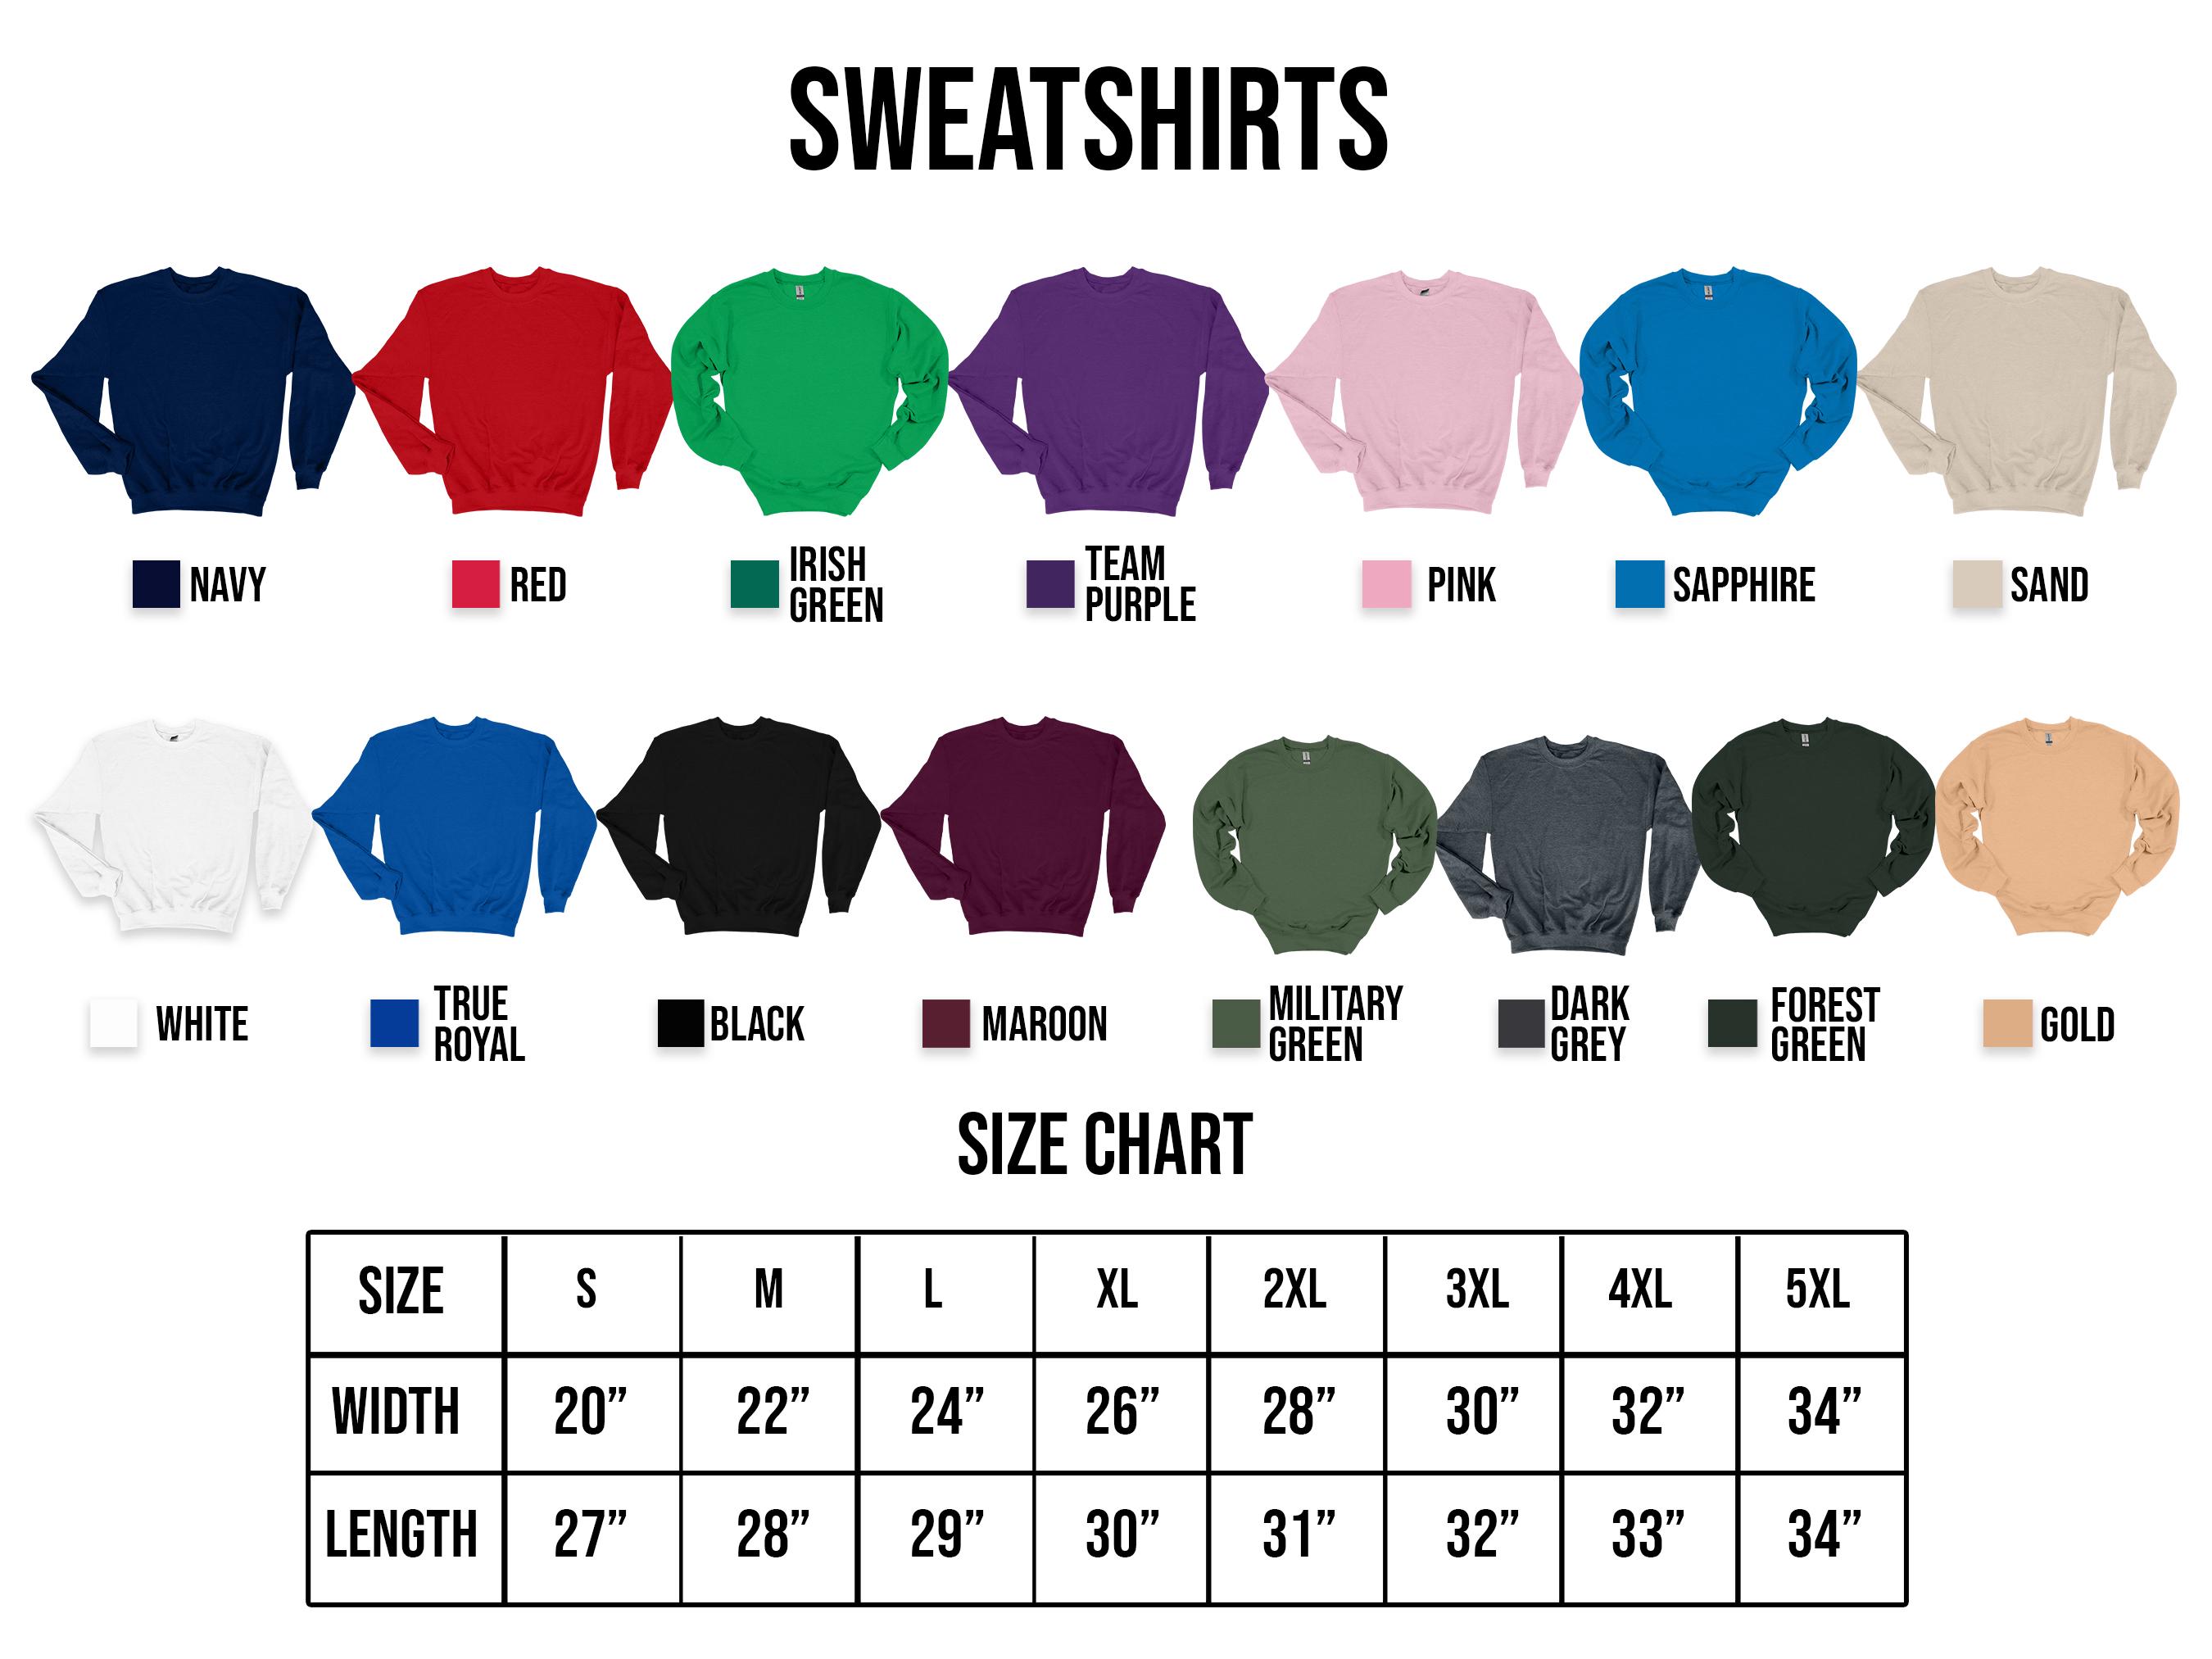 SWEATSHIRTS
NAVY
RED
IRISH
GREEN
TEAM
PURPLE
PINK
SAPPHIRE
SAND
WHITE
TRUE
ROYAL
BLACK
MAROON
MILITARY
GREEN
DARK
GREY
FOREST
GREEN
GOLD
SIZE CHART
SIZE S M L XL 2XL 3XL 4XL 5XL
WIDTH 20” 22” 24” 26” 28” 30” 32” 34”
LENGTH 27” 28” 29” 30” 31” 32” 33” 34”